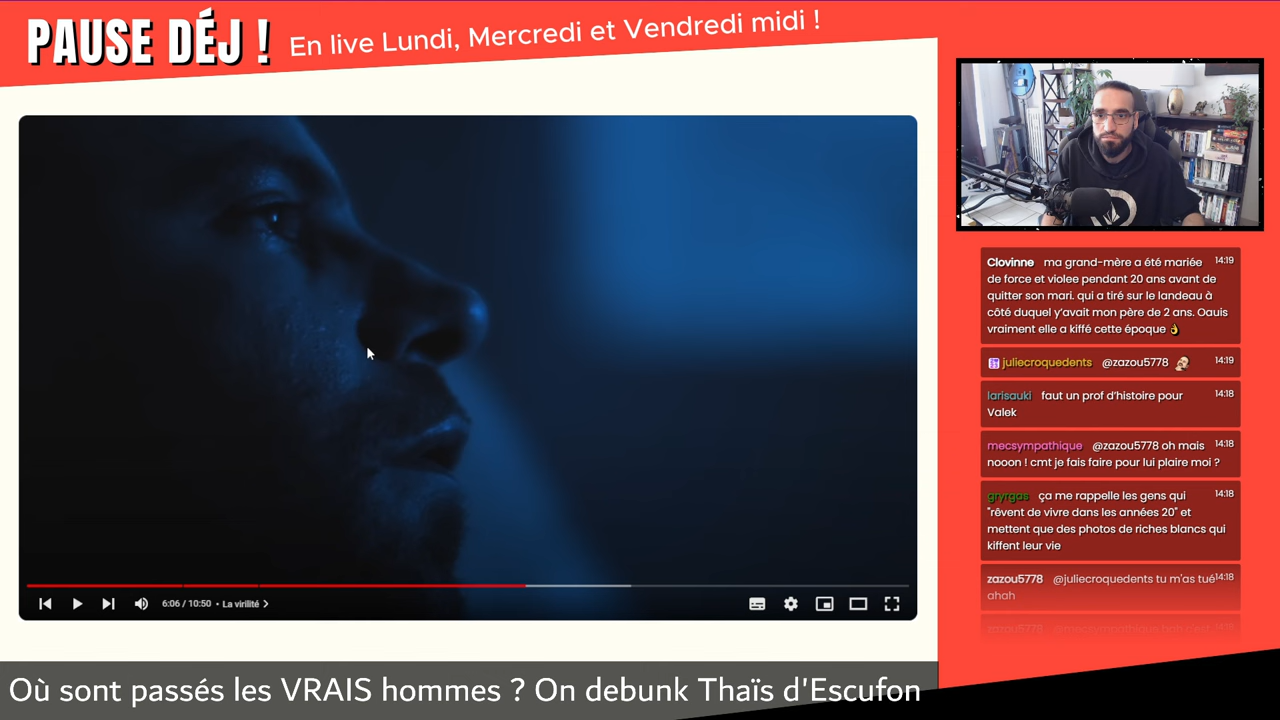 PAUSE DÉJ !
En live Lundi, Mercredi et Vendredi midi !
6:06 / 10:50 • La virilité
Clovinne ma grand-mère a été mariée 14:19
de force et violee pendant 20 ans avant de
quitter son mari. qui a tiré sur le landeau à
côté duquel y'avait mon père de 2 ans. Oauis
vraiment elle a kiffé cette époque 👌
juliecroquedents @zazou5778 14:19
larisauki faut un prof d'histoire pour 14:18
Valek
mecsympathique @zazou5778 oh mais 14:18
nooon ! cmt je fais faire pour lui plaire moi ?
gryrgas ça me rappelle les gens qui 14:18
"rêvent de vivre dans les années 20" et
mettent que des photos de riches blancs qui
kiffent leur vie
zazou5778 @juliecroquedents tu m'as tué 14:18
ahah
zazou5778 @mecsympathique 14:18
Où sont passés les VRAIS hommes ? On debunk Thaïs d'Escufon